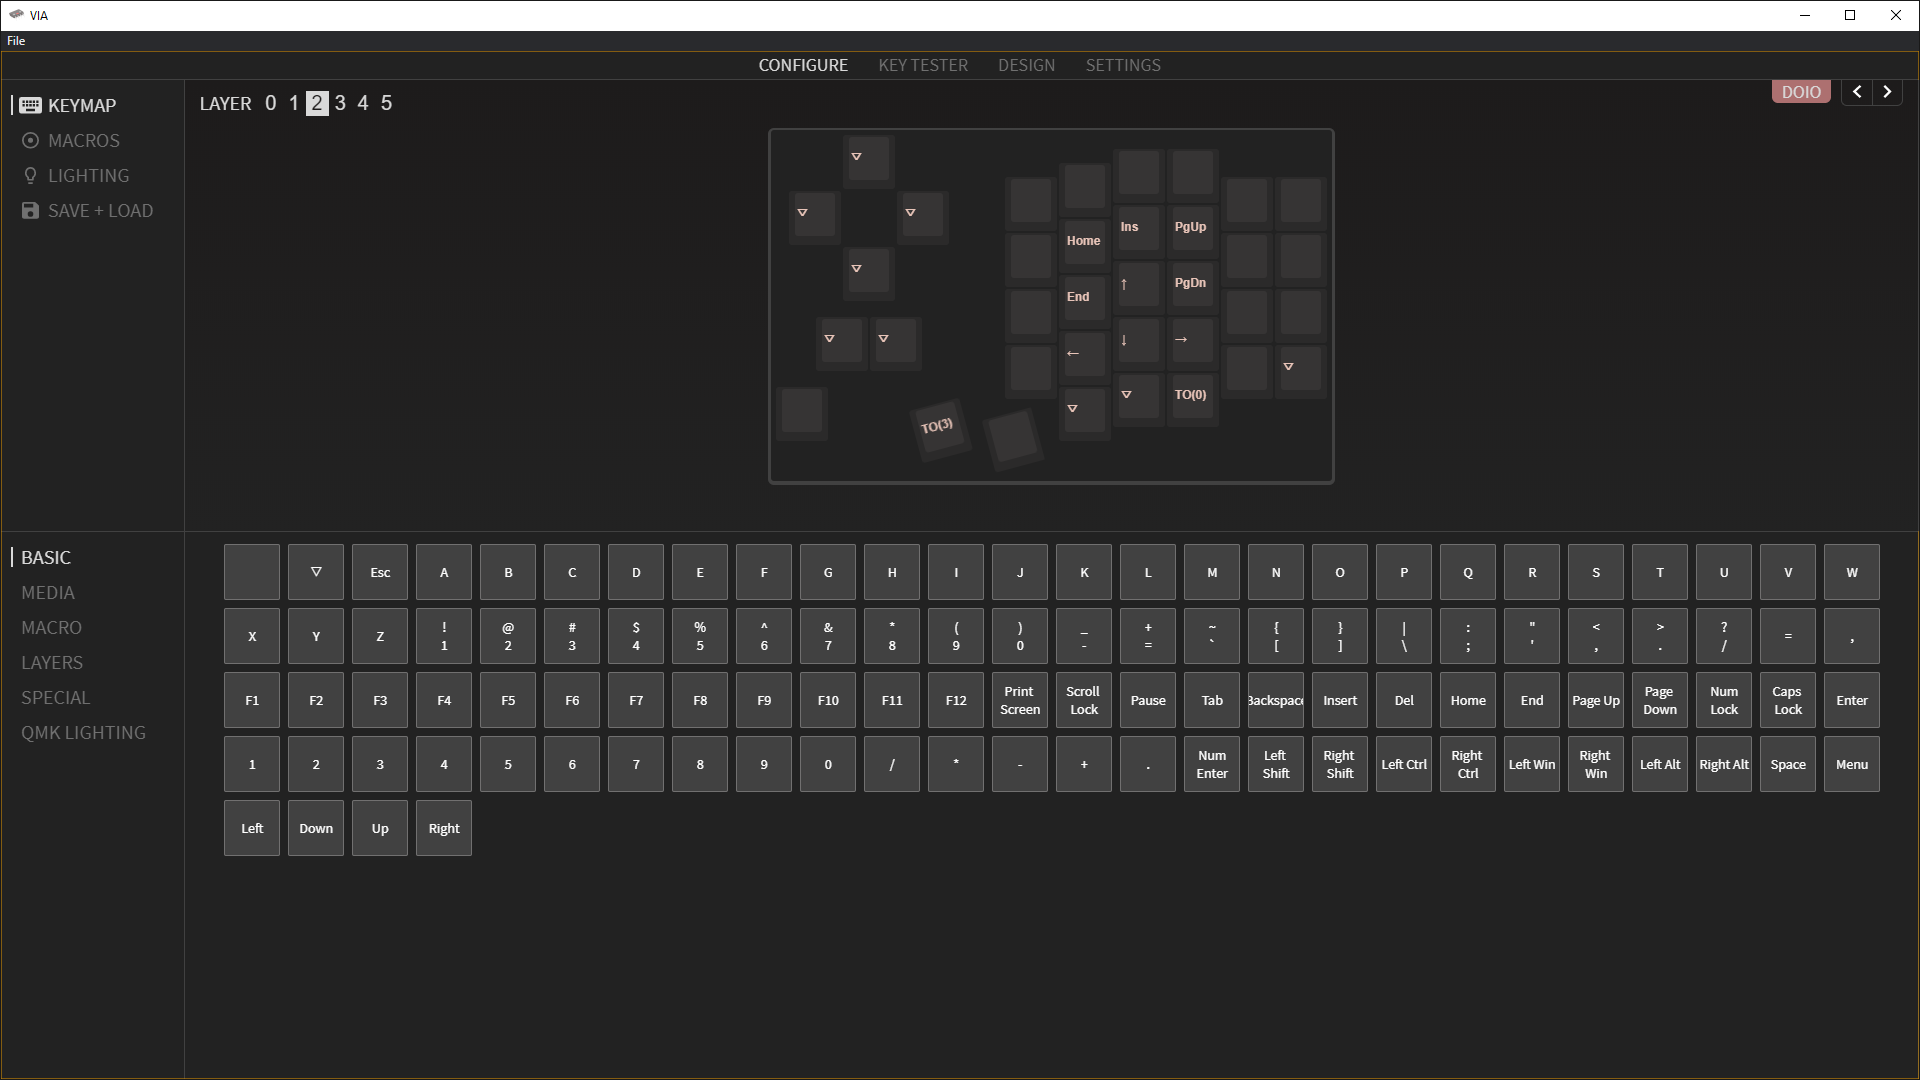 VIA
File
CONFIGURE KEY TESTER DESIGN SETTINGS
KEYMAP
MACROS
LIGHTING
SAVE + LOAD
LAYER 0 1 2 3 4 5
DOIO
▽
▽ ▽
▽
▽ ▽
TO(3)
Ins PgUp
Home
↑ PgDn
End
↓ →
←
▽
▽ TO(0)
▽
BASIC
MEDIA
MACRO
LAYERS
SPECIAL
QMK LIGHTING
▽ Esc A B C D E F G H I J K L M N O P Q R S T U V W
X Y Z ! 1 @ 2 # 3 $ 4 % 5 ^ 6 & 7 * 8 ( 9 ) 0 _ - + = ~ ` { [ } ] | \ : ; " ' < , > . ? / = ,
F1 F2 F3 F4 F5 F6 F7 F8 F9 F10 F11 F12 Print Screen Scroll Lock Pause Tab Backspace Insert Del Home End Page Up Page Down Num Lock Caps Lock Enter
1 2 3 4 5 6 7 8 9 0 / * - + . Num Enter Left Shift Right Shift Left Ctrl Right Ctrl Left Win Right Win Left Alt Right Alt Space Menu
Left Down Up Right